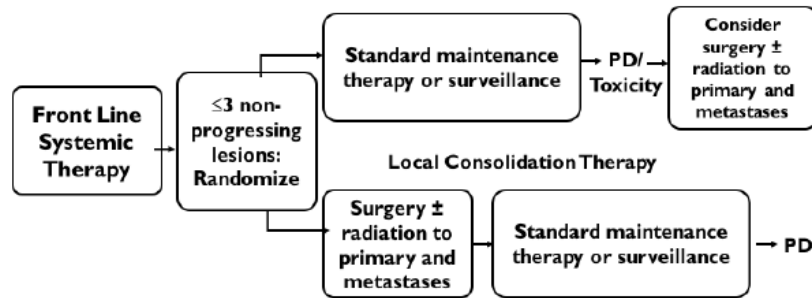 Front Line
Systemic
Therapy
≤3 non-
progressing
lesions:
Randomize
Standard maintenance
therapy or surveillance
PD/
Toxicity
Consider
surgery ±
radiation to
primary and
metastases
Local Consolidation Therapy
Surgery ±
radiation to
primary and
metastases
Standard maintenance
therapy or surveillance
PD